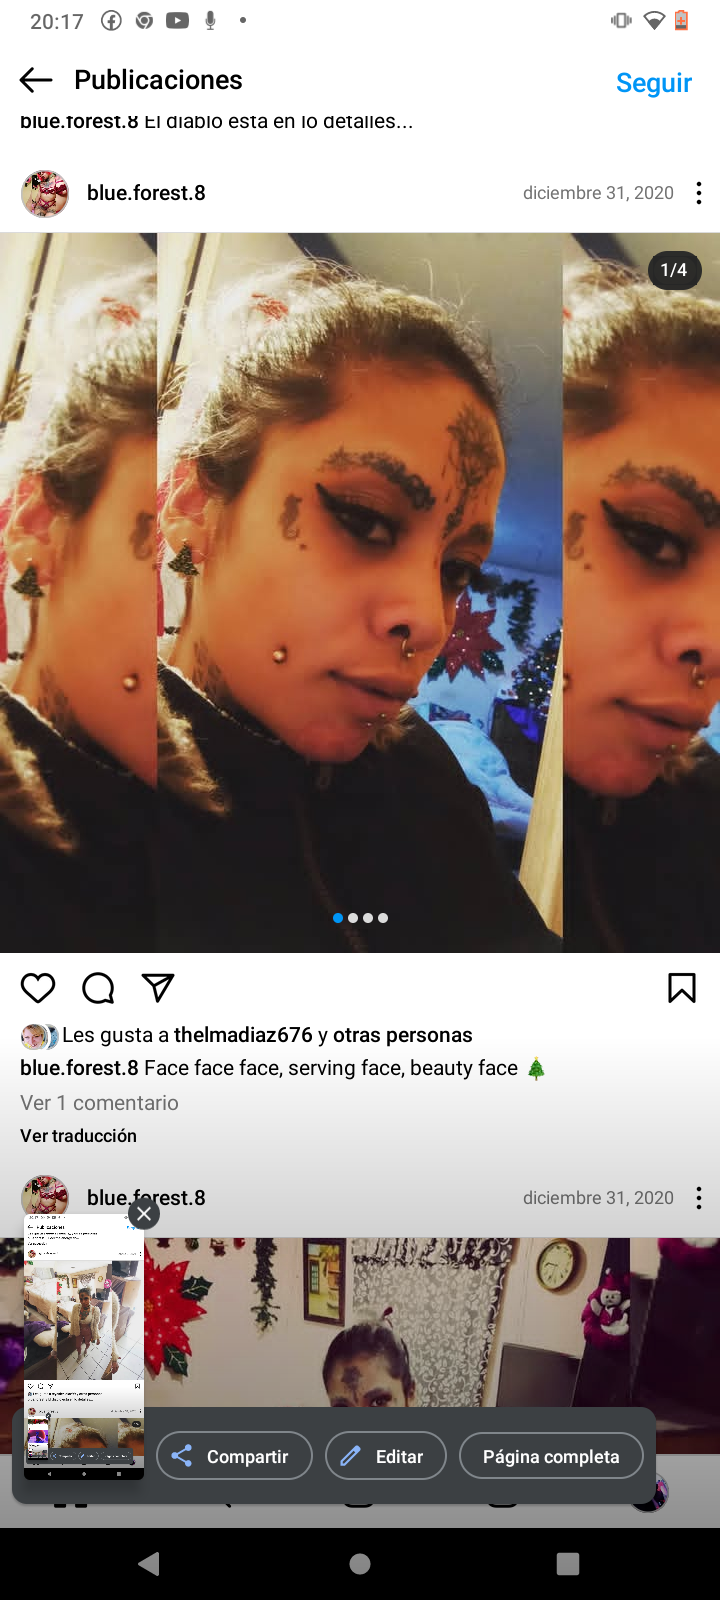 20:17
Publicaciones
Seguir
blue.forest.8 El diablo esta en lo detalles...
blue.forest.8
diciembre 31, 2020
1/4
Les gusta a thelmadiaz676 y otras personas
blue.forest.8 Face face face, serving face, beauty face 🎄
Ver 1 comentario
Ver traducción
blue.forest.8
diciembre 31, 2020
Compartir
Editar
Página completa